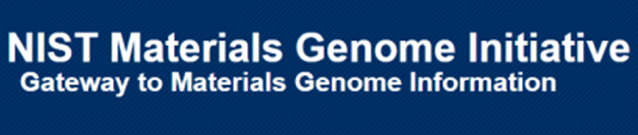 NIST Materials Genome Initiative
Gateway to Materials Genome Information